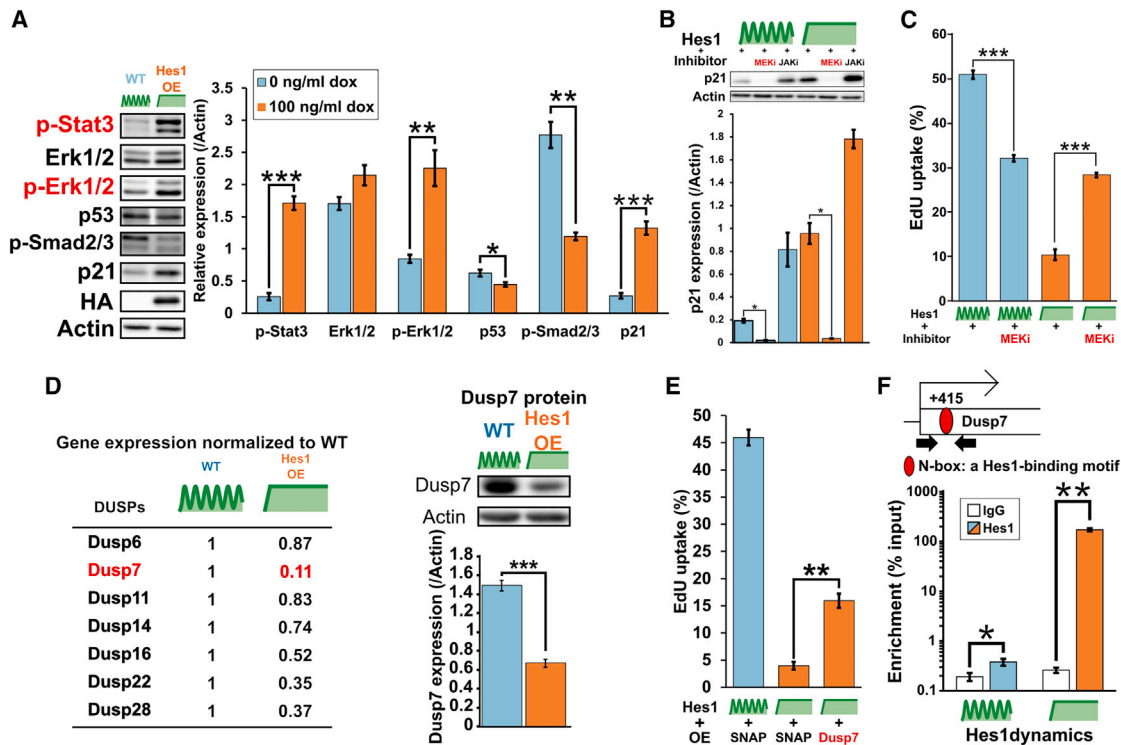 A
WT
Hes1
OE
p-Stat3
Erk1/2
p-Erk1/2
p53
p-Smad2/3
p21
HA
Actin
Relative expression (/Actin)
3.5
3
2.5
2
1.5
1
0.5
0
0 ng/ml dox
100 ng/ml dox
***
**
*
**
***
p-Stat3 Erk1/2 p-Erk1/2 p53 p-Smad2/3 p21
B
Hes1
+ + + + + +
Inhibitor MEKi JAKi MEKi JAKi
p21
Actin
p21 expression (/Actin)
2
1.8
1.6
1.4
1.2
1
0.8
0.6
0.4
0.2
0
*
*
C
EdU uptake (%)
60
50
40
30
20
10
0
***
***
Hes1
+ + + + +
Inhibitor MEKi MEKi
D
Gene expression normalized to WT
WT
Hes1
OE
DUSPs
Dusp6 1 0.87
Dusp7 1 0.11
Dusp11 1 0.83
Dusp14 1 0.74
Dusp16 1 0.52
Dusp22 1 0.35
Dusp28 1 0.37
Dusp7 protein
WT
Hes1
OE
Dusp7
Actin
Dusp7 expression (/Actin)
1.8
1.6
1.4
1.2
1
0.8
0.6
1.4
1.2
0
***
E
EdU uptake (%)
50
45
40
35
30
25
20
15
10
5
0
**
Hes1
+ + + +
OE SNAP SNAP Dusp7
F
+415
Dusp7
N-box: a Hes1-binding motif
Enrichment (% input)
1000
100
10
1
0.1
IgG
Hes1
*
**
Hes1dynamics